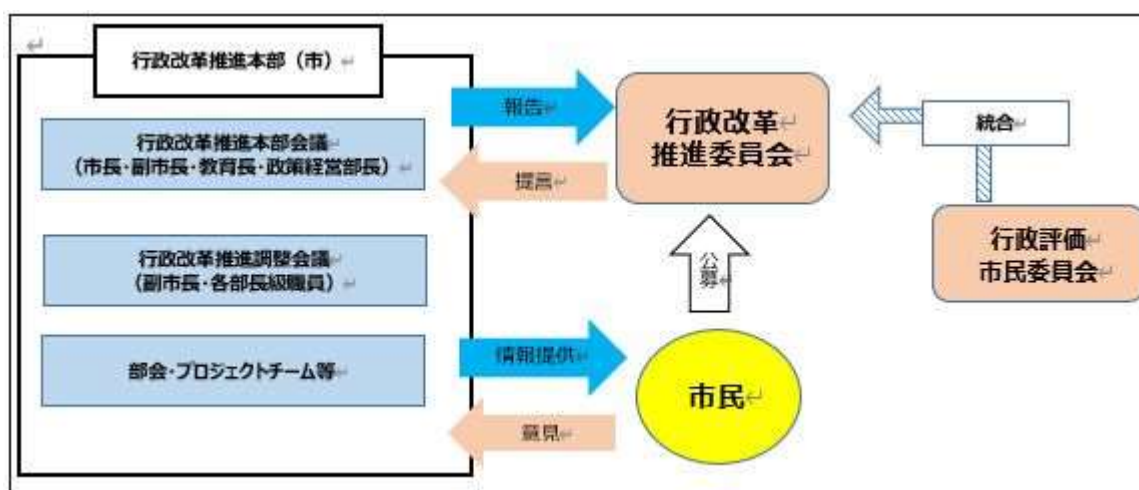 行政改革推進本部（市）
行政改革推進本部会議
（市長・副市長・教育長・政策経営部長）
行政改革推進調整会議
（副市長・各部長級職員）
部会・プロジェクトチーム等
報告
提言
情報提供
意見
行政改革
推進委員会
公募
市民
統合
行政評価
市民委員会